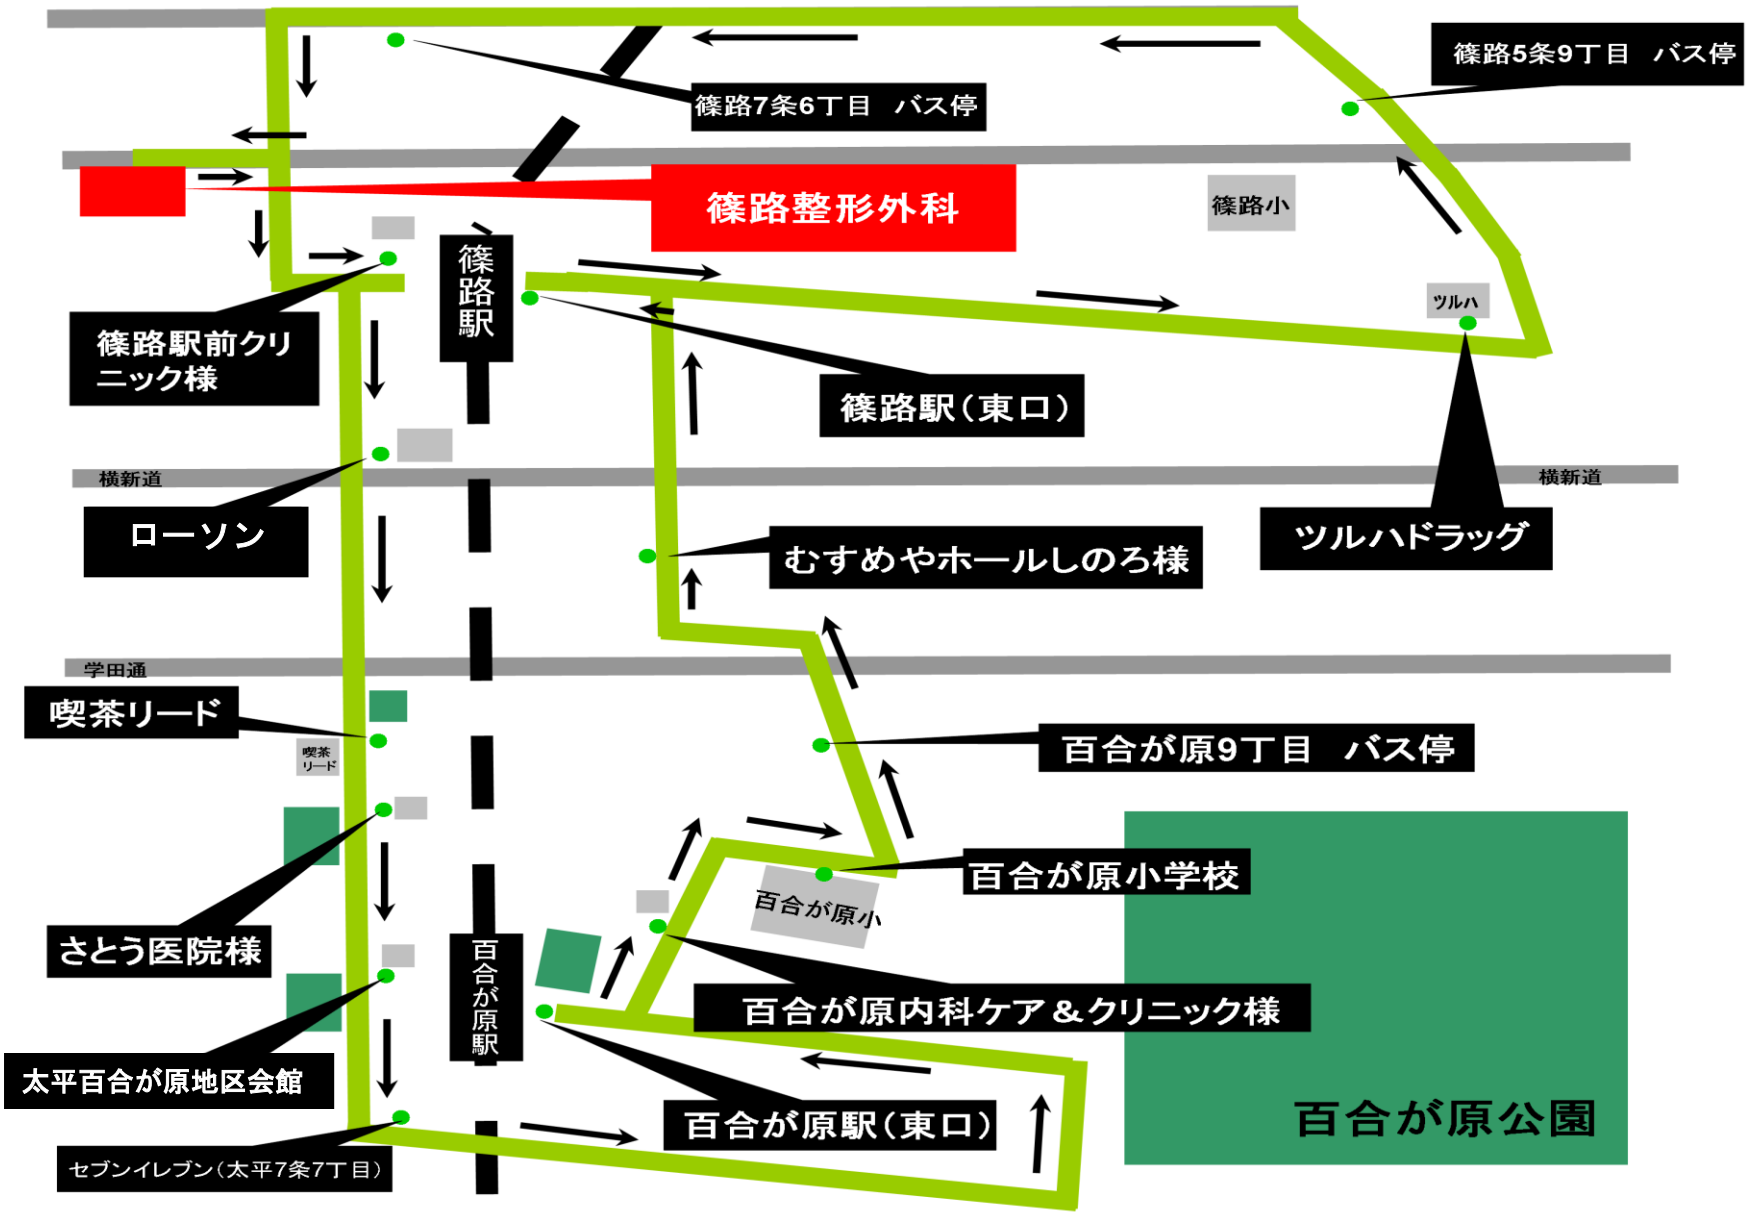 篠路5条9丁目　バス停
篠路7条6丁目　バス停
篠路整形外科
篠路小
篠路駅
ツルハ
篠路駅前クリ
ニック様
篠路駅(東口)
横新道
横新道
ローソン
ツルハドラッグ
むすめやホールしのろ様
学田通
喫茶リード
喫茶
リード
百合が原9丁目　バス停
百合が原小学校
百合が原小
さとう医院様
百合が原駅
百合が原内科ケア＆クリニック様
太平百合が原地区会館
百合が原駅(東口)
百合が原公園
セブンイレブン(太平7条7丁目)